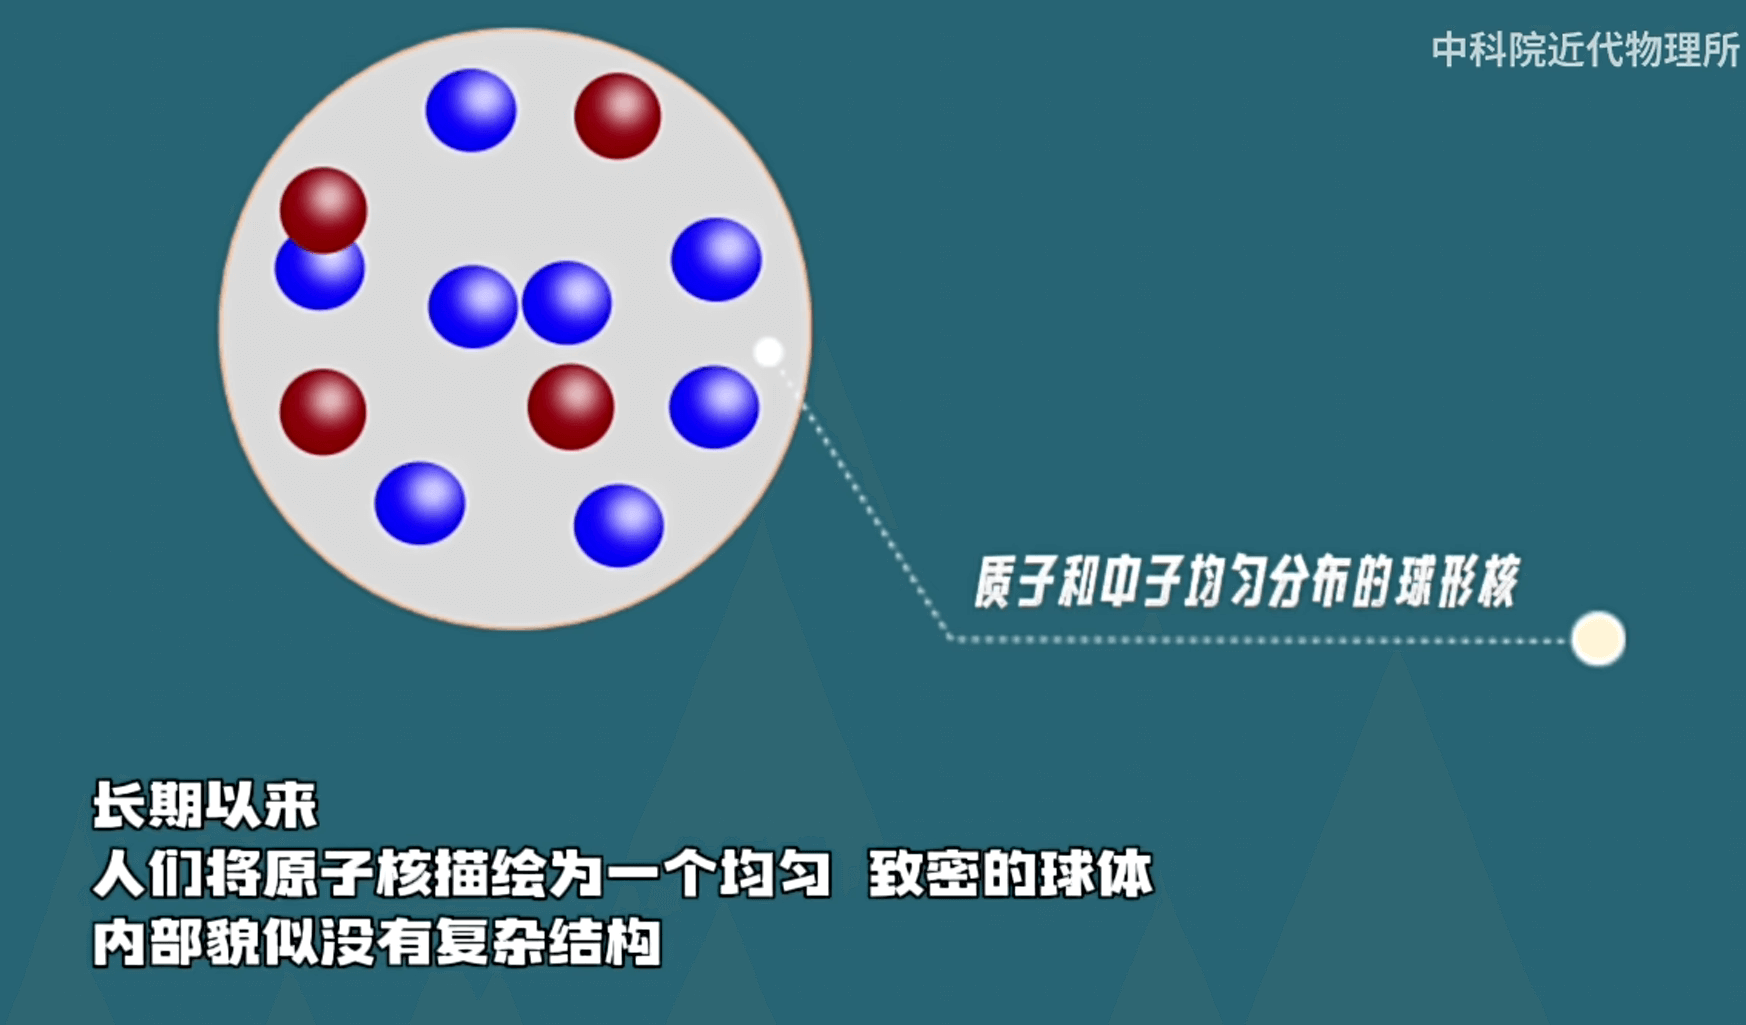 中科院近代物理所
质子和中子均匀分布的球形核
长期以来
人们将原子核描绘为一个均匀 致密的球体
内部貌似没有复杂结构